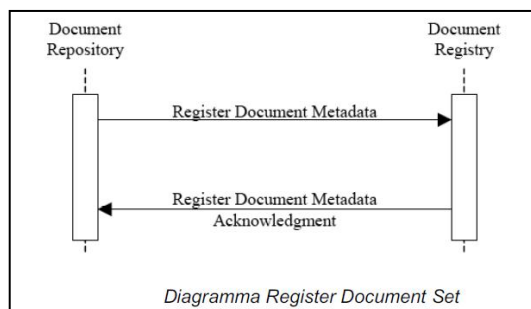 Document
Repository
Document
Registry
Register Document Metadata
Register Document Metadata
Acknowledgment
Diagramma Register Document Set